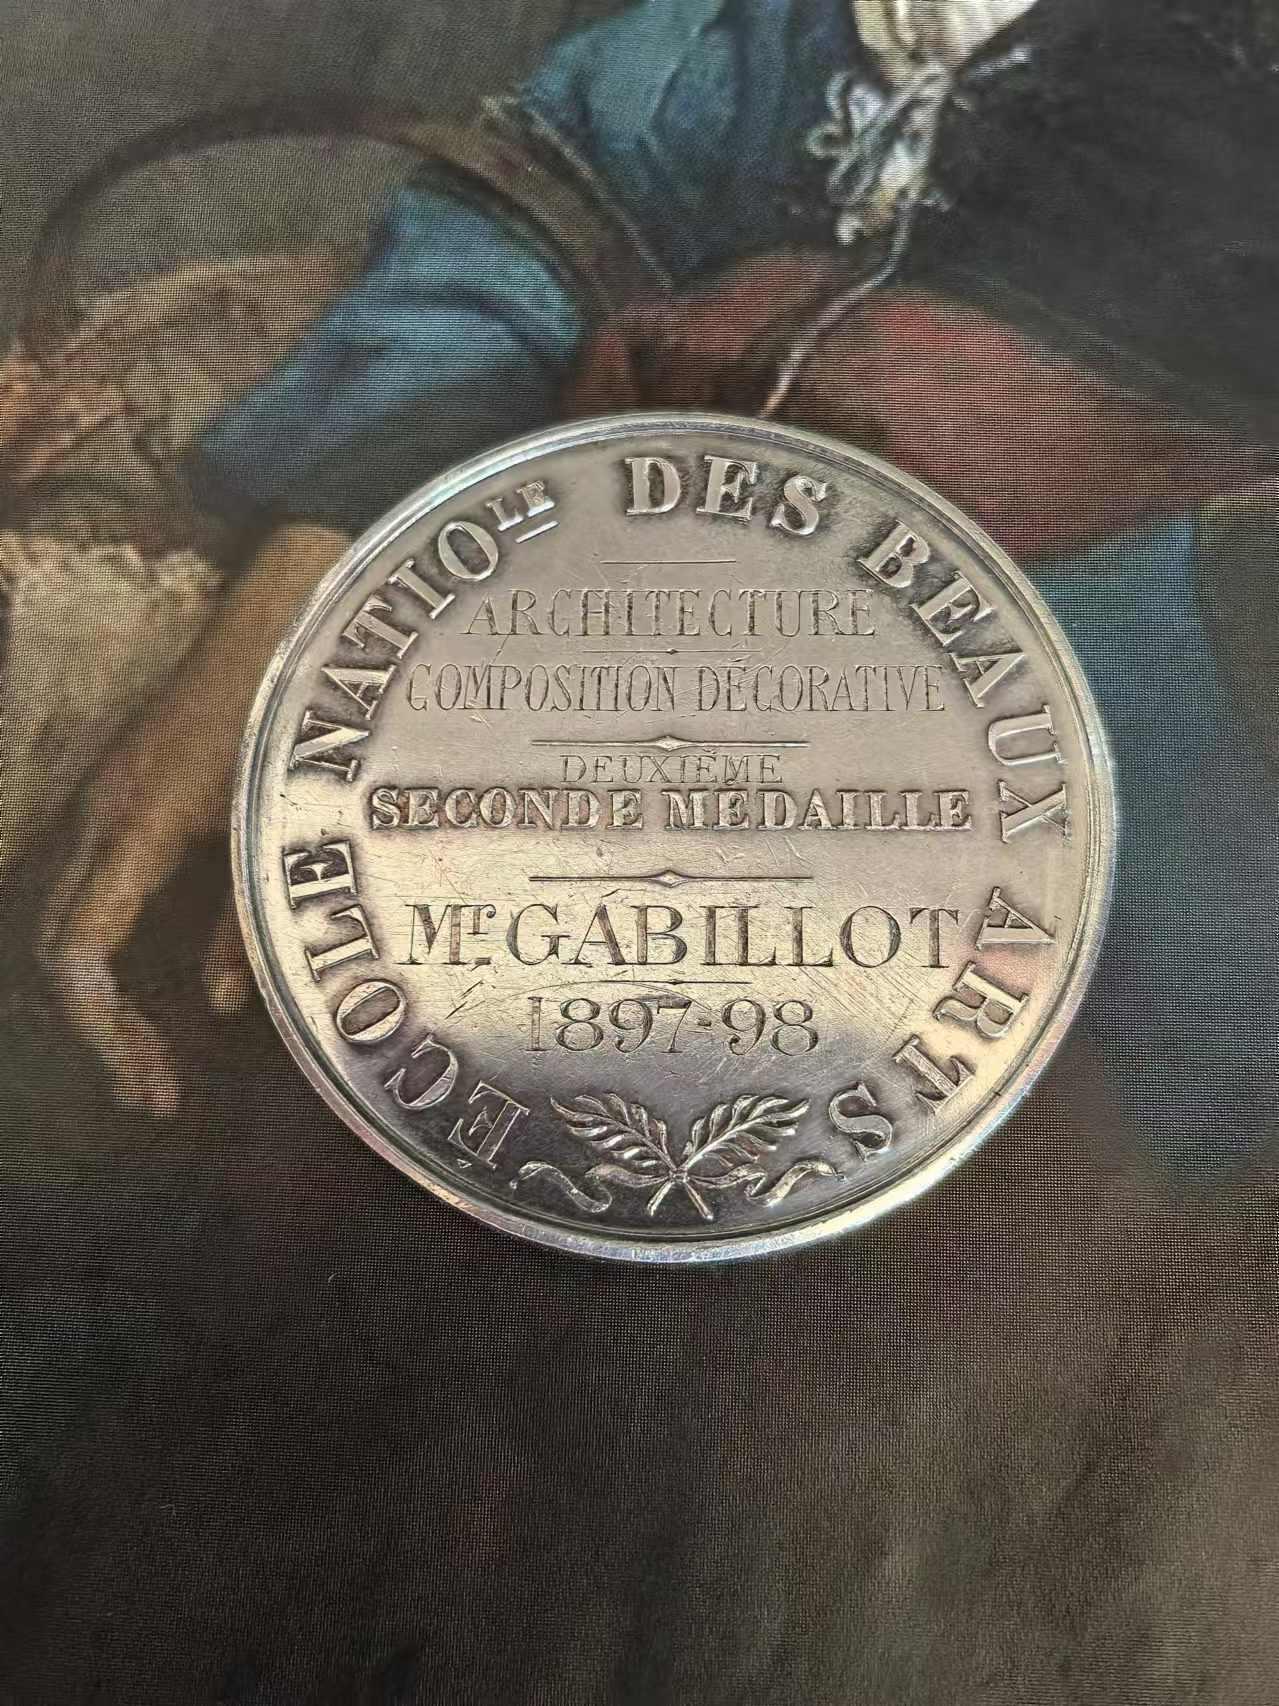 ECOLE NATIOLE DES BEAUX ARTS
ARCHITECTURE
COMPOSITION DÉCORATIVE
DEUXIÈME
SECONDE MÉDAILLE
Mr. GABILLOT
1897-98